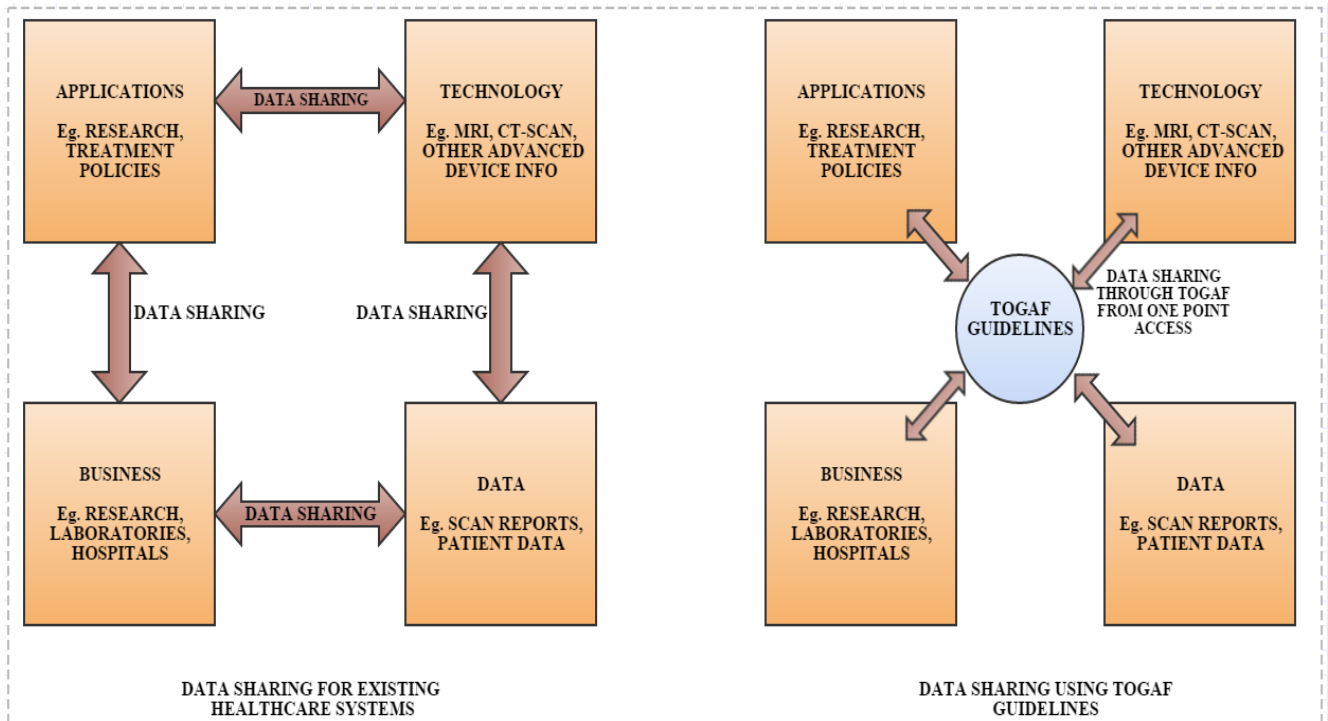 APPLICATIONS
Eg. RESEARCH,
TREATMENT
POLICIES
DATA SHARING
TECHNOLOGY
Eg. MRI, CT-SCAN,
OTHER ADVANCED
DEVICE INFO
DATA SHARING
DATA SHARING
BUSINESS
Eg. RESEARCH,
LABORATORIES,
HOSPITALS
DATA SHARING
DATA
Eg. SCAN REPORTS,
PATIENT DATA
DATA SHARING FOR EXISTING
HEALTHCARE SYSTEMS
APPLICATIONS
Eg. RESEARCH,
TREATMENT
POLICIES
TECHNOLOGY
Eg. MRI, CT-SCAN,
OTHER ADVANCED
DEVICE INFO
TOGAF
GUIDELINES
DATA SHARING
THROUGH TOGAF
FROM ONE POINT
ACCESS
BUSINESS
Eg. RESEARCH,
LABORATORIES,
HOSPITALS
DATA
Eg. SCAN REPORTS,
PATIENT DATA
DATA SHARING USING TOGAF
GUIDELINES